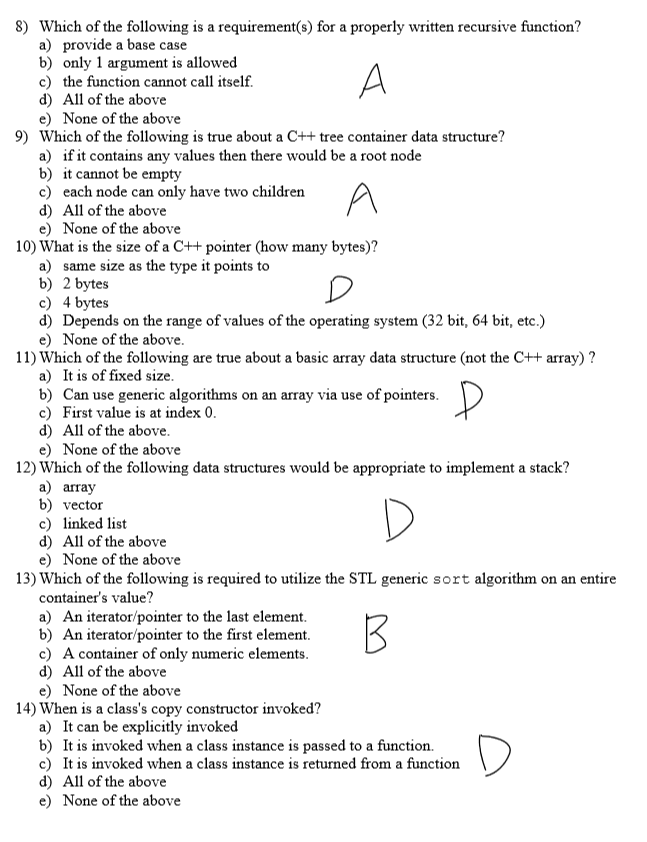 8) Which of the following is a requirement(s) for a properly written recursive function?
a) provide a base case
b) only 1 argument is allowed
c) the function cannot call itself.
A
d) All of the above
e) None of the above
9) Which of the following is true about a C++ tree container data structure?
a) if it contains any values then there would be a root node
b) it cannot be empty
c) each node can only have two children
A
d) All of the above
e) None of the above
10) What is the size of a C++ pointer (how many bytes)?
a) same size as the type it points to
b) 2 bytes
D
c) 4 bytes
d) Depends on the range of values of the operating system (32 bit, 64 bit, etc.)
e) None of the above.
11) Which of the following are true about a basic array data structure (not the C++ array) ?
a) It is of fixed size.
b) Can use generic algorithms on an array via use of pointers.
D
c) First value is at index 0.
d) All of the above.
e) None of the above
12) Which of the following data structures would be appropriate to implement a stack?
a) array
b) vector
c) linked list
D
d) All of the above
e) None of the above
13) Which of the following is required to utilize the STL generic sort algorithm on an entire
container's value?
a) An iterator/pointer to the last element.
b) An iterator/pointer to the first element.
B
c) A container of only numeric elements.
d) All of the above
e) None of the above
14) When is a class's copy constructor invoked?
a) It can be explicitly invoked
b) It is invoked when a class instance is passed to a function.
c) It is invoked when a class instance is returned from a function
D
d) All of the above
e) None of the above